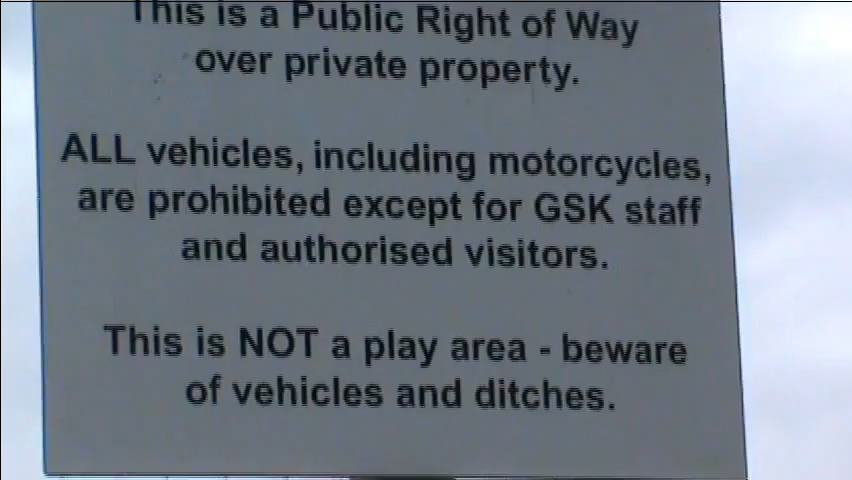 This is a Public Right of Way
over private property.
ALL vehicles, including motorcycles,
are prohibited except for GSK staff
and authorised visitors.
This is NOT a play area - beware
of vehicles and ditches.